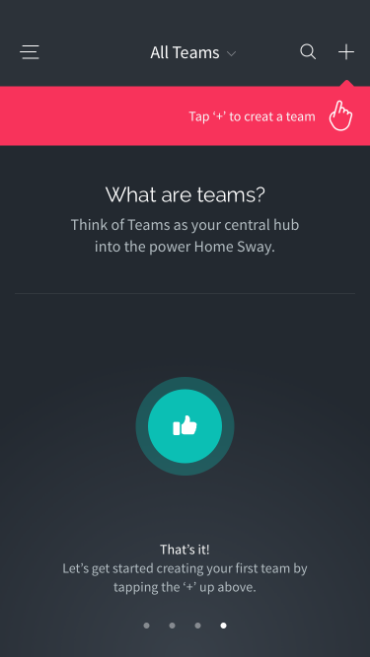 All Teams
Tap ‘+’ to creat a team
What are teams?
Think of Teams as your central hub
into the power Home Sway.
That’s it!
Let’s get started creating your first team by
tapping the ‘+’ up above.